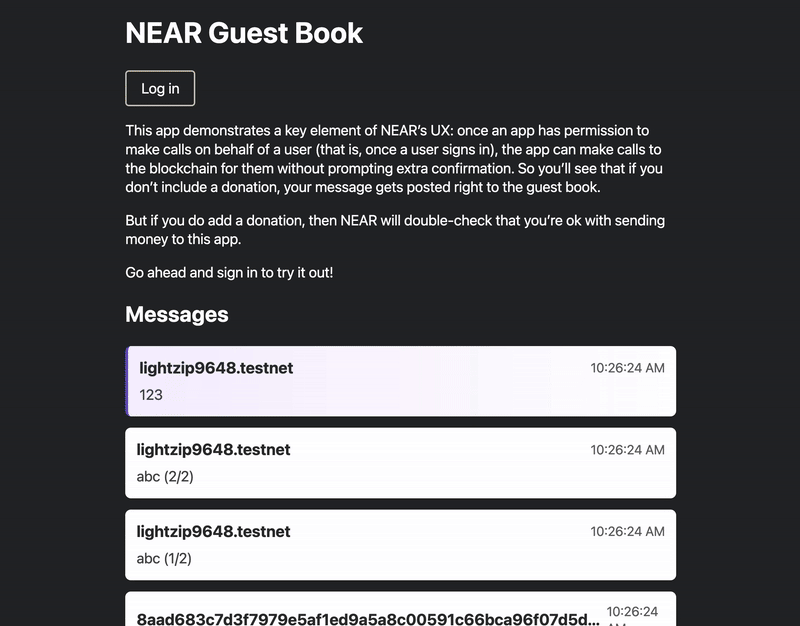 NEAR Guest Book
Log in
This app demonstrates a key element of NEAR’s UX: once an app has permission to
make calls on behalf of a user (that is, once a user signs in), the app can make calls to
the blockchain for them without prompting extra confirmation. So you’ll see that if you
don’t include a donation, your message gets posted right to the guest book.
But if you do add a donation, then NEAR will double-check that you’re ok with sending
money to this app.
Go ahead and sign in to try it out!
Messages
lightzip9648.testnet 10:26:24 AM
123
lightzip9648.testnet 10:26:24 AM
abc (2/2)
lightzip9648.testnet 10:26:24 AM
abc (1/2)
8aad683c7d3f7979e5af1ed9a5a8c00591c66bca96f07d5d... 10:26:24